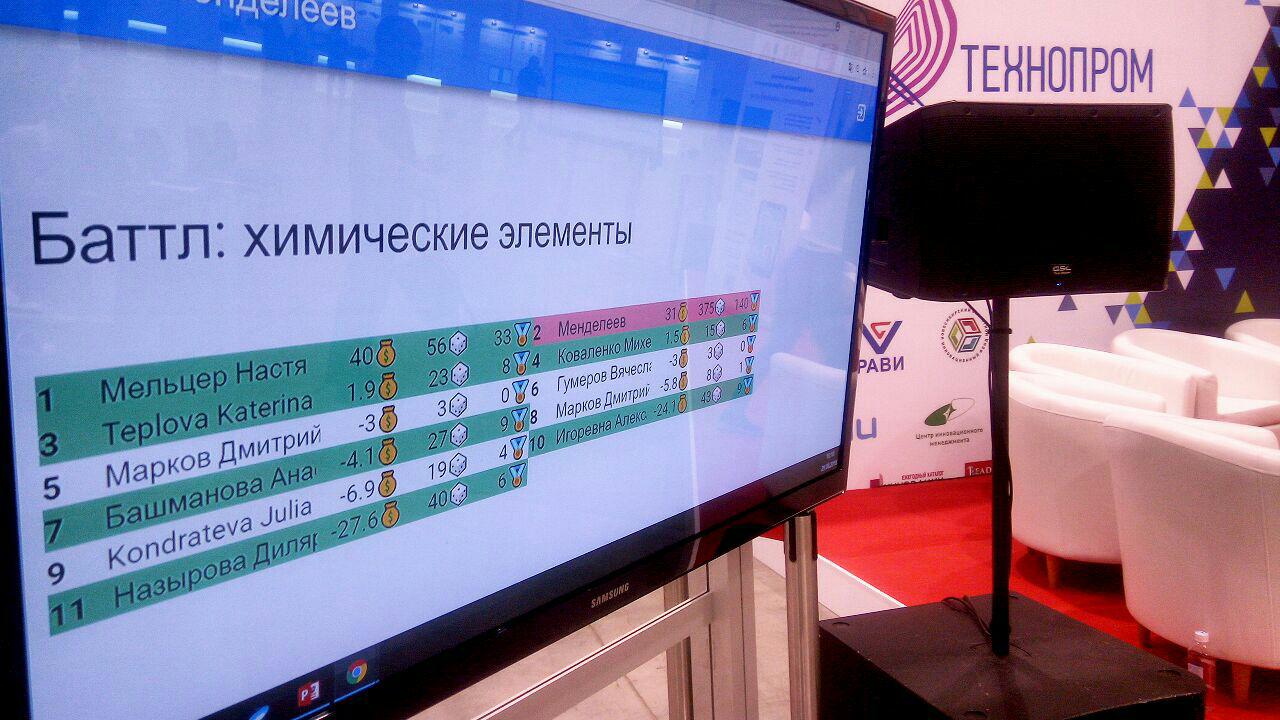 Баттл: химические элементы
1 Мельцер Настя 40 56 33
2 Менделеев 31 375 140
3 Teplova Katerina 1.9 23 8
4 Коваленко Михе 1.5 15 6
5 Марков Дмитрий -3 3 0
6 Гумеров Вячесл -3 3 0
7 Башманова Ана -4.1 27 9
8 Марков Дмитрий -5.8 8 1
9 Kondrateva Julia -6.9 19 4
10 Игоревна Алекс -24.1 43 9
11 Назырова Диляр -27.6 40 6
SAMSUNG
ТЕХНОПРОМ
РАВИ
Центр инновационного
менеджмента
ЕЖЕГОДНЫЙ КАТАЛОГ